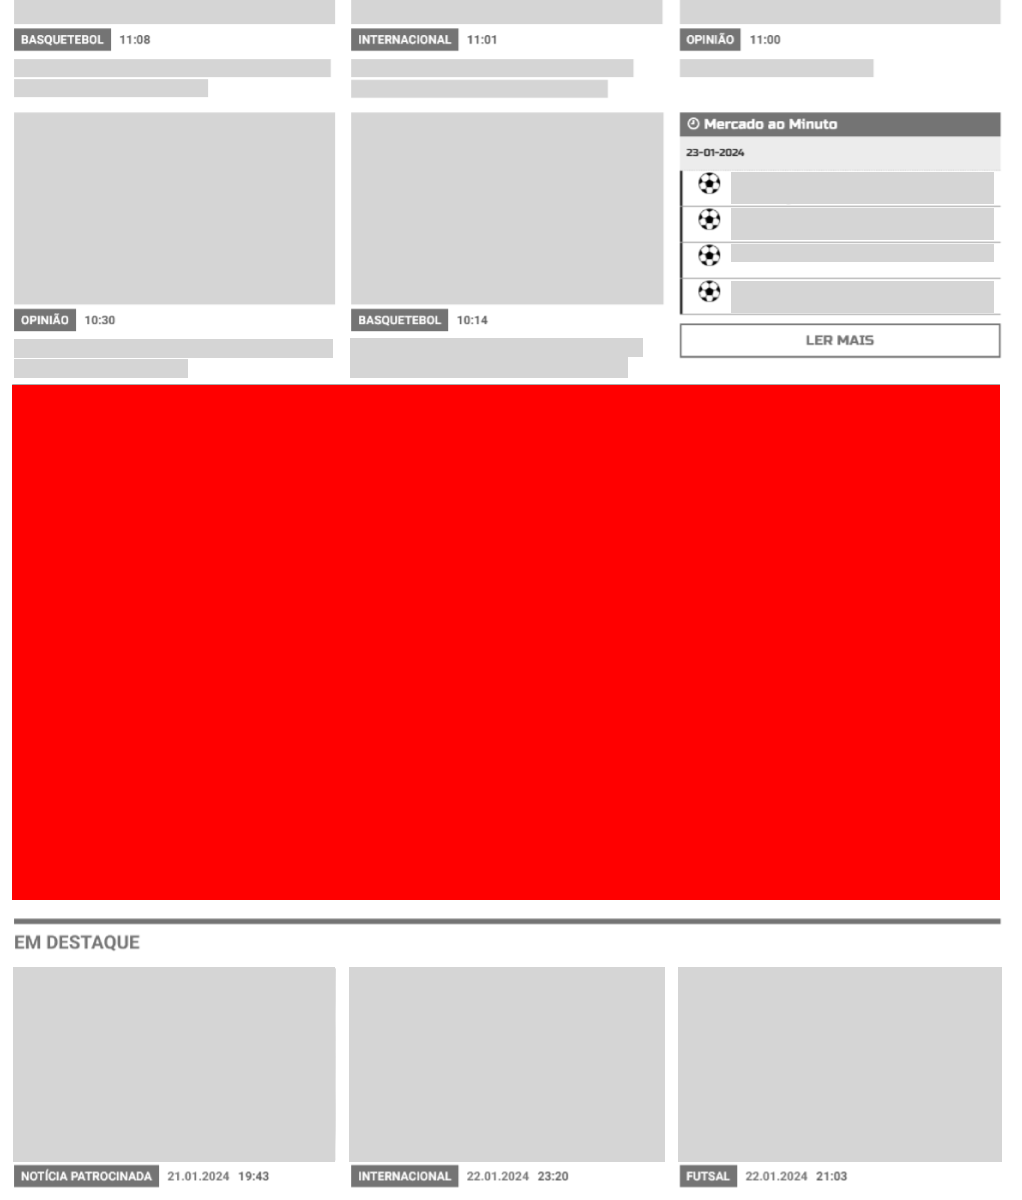 BASQUETEBOL 11:08
INTERNACIONAL 11:01
OPINIÃO 11:00
Mercado ao Minuto
23-01-2024
LER MAIS
OPINIÃO 10:30
BASQUETEBOL 10:14
EM DESTAQUE
NOTÍCIA PATROCINADA 21.01.2024 19:43
INTERNACIONAL 22.01.2024 23:20
FUTSAL 22.01.2024 21:03